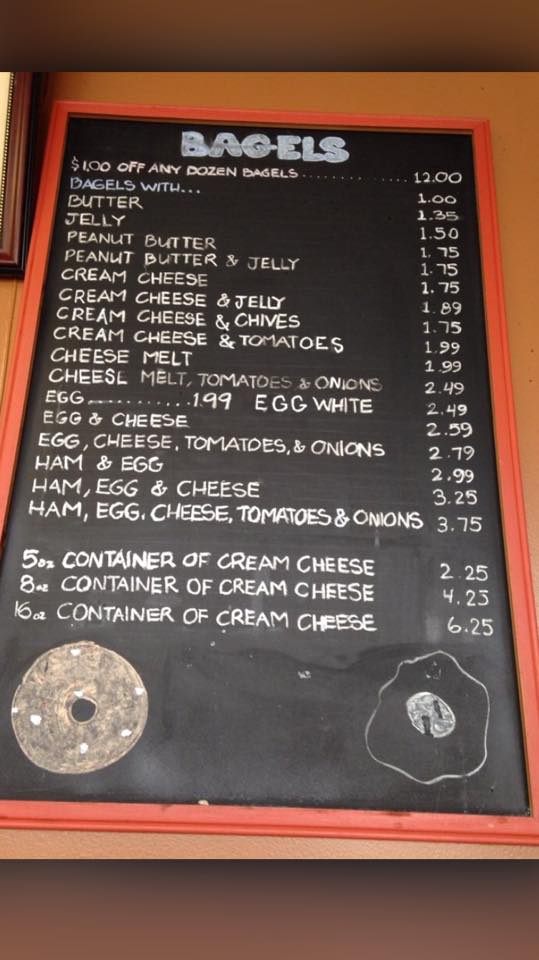 BAGELS
$1.00 OFF ANY DOZEN BAGELS ............. 12.00
BAGELS WITH... 1.00
BUTTER 1.35
JELLY 1.50
PEANUT BUTTER 1.75
PEANUT BUTTER & JELLY 1.75
CREAM CHEESE 1.75
CREAM CHEESE & JELLY 1.89
CREAM CHEESE & CHIVES 1.75
CREAM CHEESE & TOMATOES 1.99
CHEESE MELT 1.99
CHEESE MELT, TOMATOES & ONIONS 2.49
EGG...........1.99 EGG WHITE 2.49
EGG & CHEESE 2.59
EGG, CHEESE, TOMATOES, & ONIONS 2.79
HAM & EGG 2.99
HAM, EGG & CHEESE 3.25
HAM, EGG, CHEESE, TOMATOES & ONIONS 3.75
5oz CONTAINER OF CREAM CHEESE 2.25
8oz CONTAINER OF CREAM CHEESE 4.25
16oz CONTAINER OF CREAM CHEESE 6.25